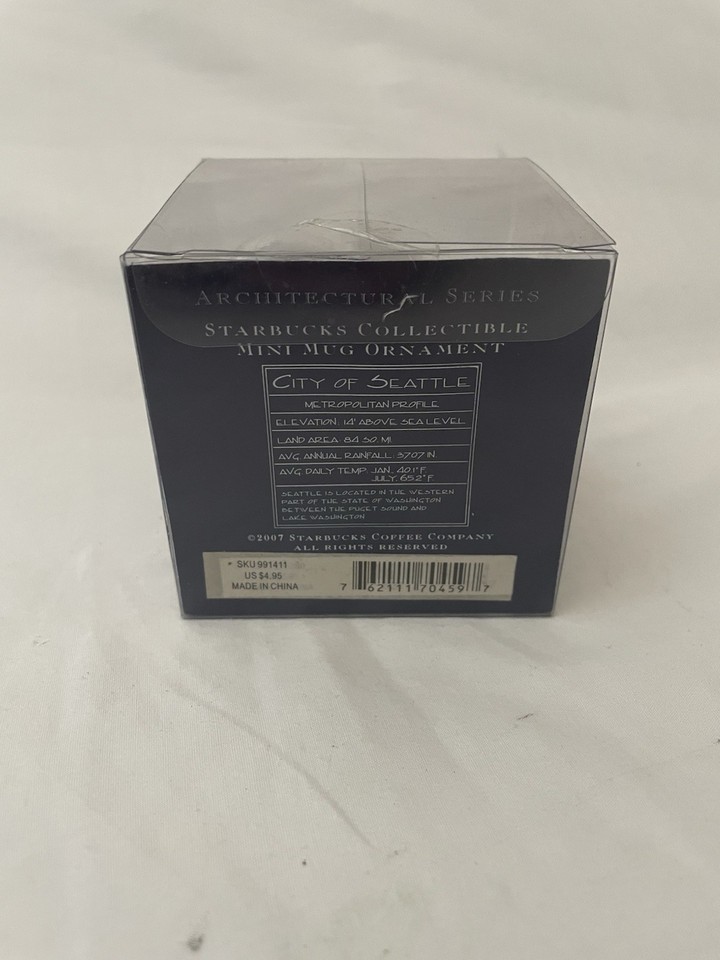 ARCHITECTURAL SERIES
STARBUCKS COLLECTIBLE
MINI MUG ORNAMENT
CITY OF SEATTLE
METROPOLITAN PROFILE
ELEVATION: 14' ABOVE SEA LEVEL
LAND AREA: 84 SQ. MI.
AVG. ANNUAL RAINFALL: 37.07 IN.
AVG. DAILY TEMP: JAN. 40.1°F
JULY. 65.2°F
SEATTLE IS LOCATED IN THE WESTERN
PART OF THE STATE OF WASHINGTON
BETWEEN THE PUGET SOUND AND
LAKE WASHINGTON
©2007 STARBUCKS COFFEE COMPANY
ALL RIGHTS RESERVED
SKU 991411
US $4.95
MADE IN CHINA
7 62111 70459 7